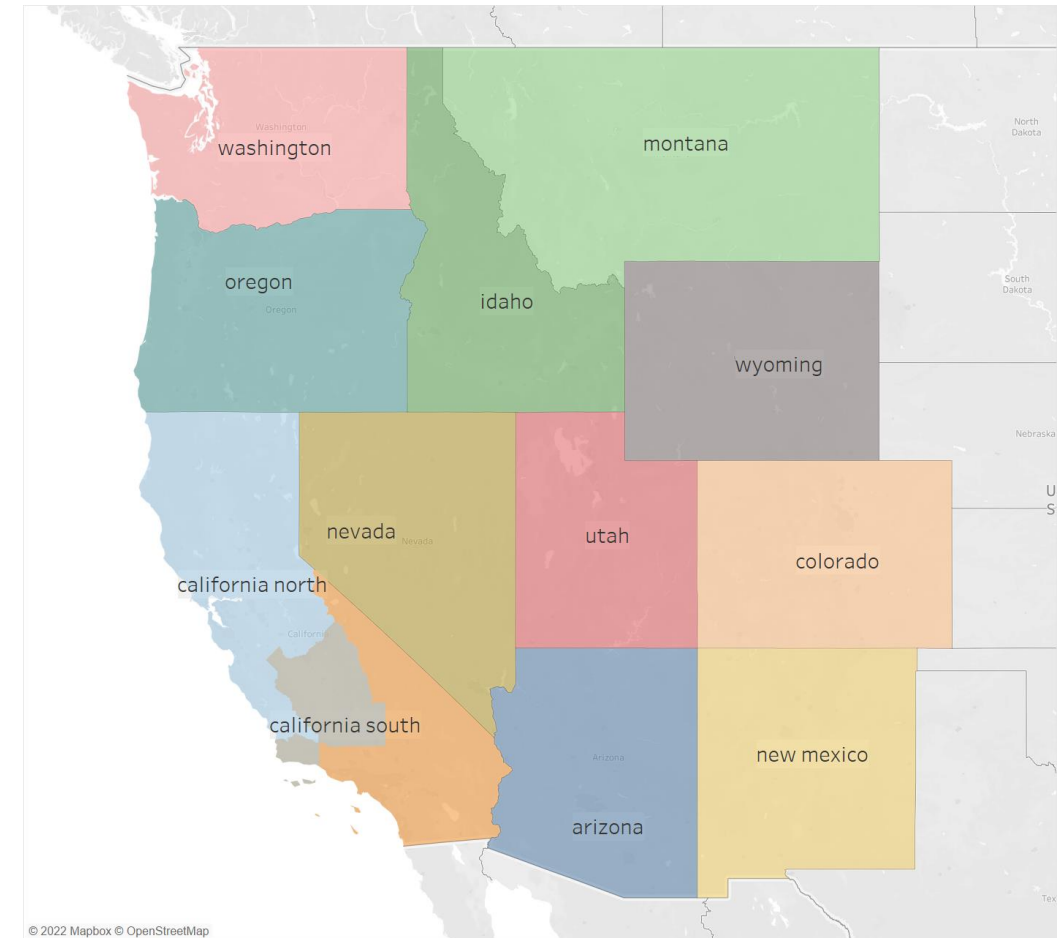 North
Dakota
Washington
washington
montana
oregon
Oregon
idaho
South
Dakota
wyoming
Nebraska
U
S
nevada
Nevada
utah
colorado
california north
California
california south
new mexico
Arizona
arizona
Tex
© 2022 Mapbox © OpenStreetMap